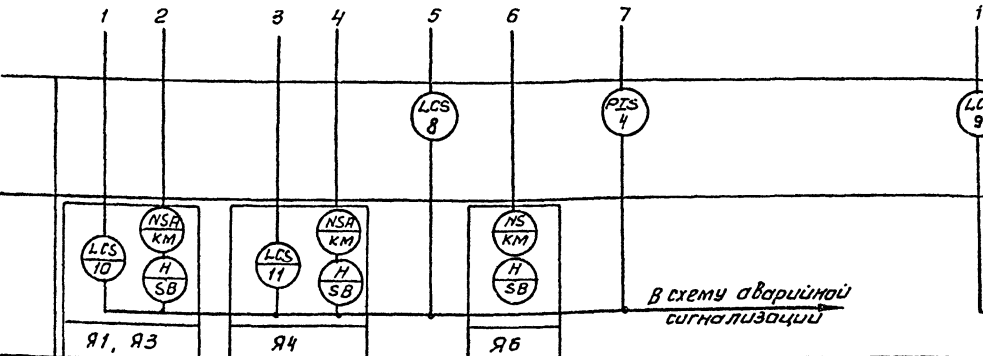 1 2 3 4 5 6 7 1
LCS
8
PIS
4
LC
9
NSA
KM
LCS
10
H
SB
NSA
KM
LCS
11
H
SB
NS
KM
H
SB
В схему аварийной
сигнализации
Я1, Я3
Я4
Я6